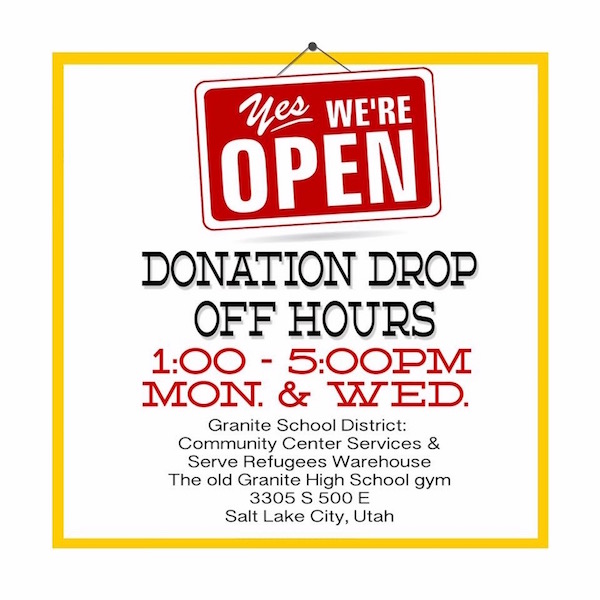 Yes WE'RE
OPEN
DONATION DROP
OFF HOURS
1:00 - 5:00PM
MON. & WED.
Granite School District:
Community Center Services &
Serve Refugees Warehouse
The old Granite High School gym
3305 S 500 E
Salt Lake City, Utah